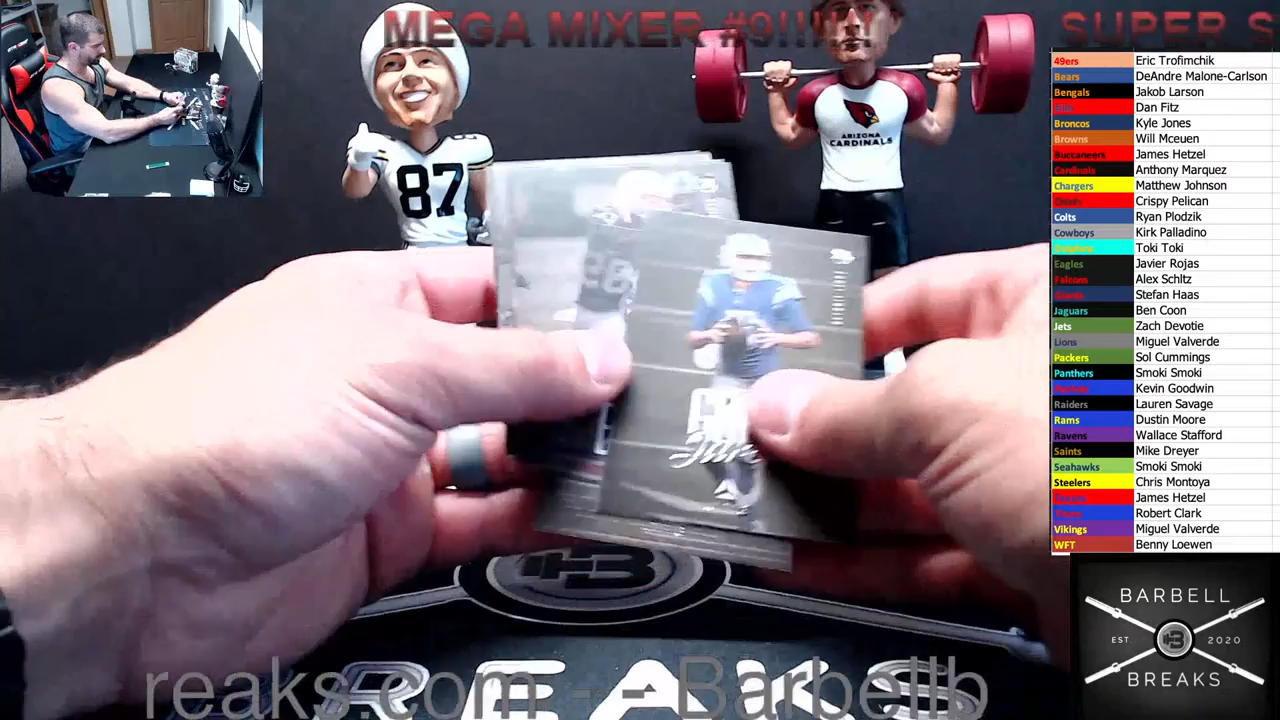 MEGA MIXER #9!!!!!! SUPER S
49ers Eric Trofimchik
Bears DeAndre Malone-Carlson
Bengals Jakob Larson
Bills Dan Fitz
Broncos Kyle Jones
Browns Will Mceuen
Buccaneers James Hetzel
Cardinals Anthony Marquez
Chargers Matthew Johnson
Chiefs Crispy Pelican
Colts Ryan Plodzik
Cowboys Kirk Palladino
Dolphins Toki Toki
Eagles Javier Rojas
Falcons Alex Schltz
Giants Stefan Haas
Jaguars Ben Coon
Jets Zach Devotie
Lions Miguel Valverde
Packers Sol Cummings
Panthers Smoki Smoki
Patriots Kevin Goodwin
Raiders Lauren Savage
Rams Dustin Moore
Ravens Wallace Stafford
Saints Mike Dreyer
Seahawks Smoki Smoki
Steelers Chris Montoya
Texans James Hetzel
Titans Robert Clark
Vikings Miguel Valverde
WFT Benny Loewen
ARIZONA
CARDINALS
87
BARBELL
EST. 2020
BREAKS
REAKS
reaks.com - - Barbellb